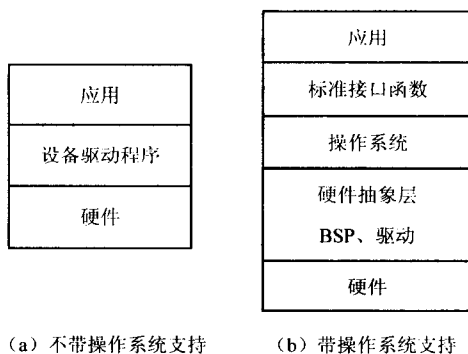 应用
设备驱动程序
硬件
(a) 不带操作系统支持
应用
标准接口函数
操作系统
硬件抽象层
BSP、驱动
硬件
(b) 带操作系统支持